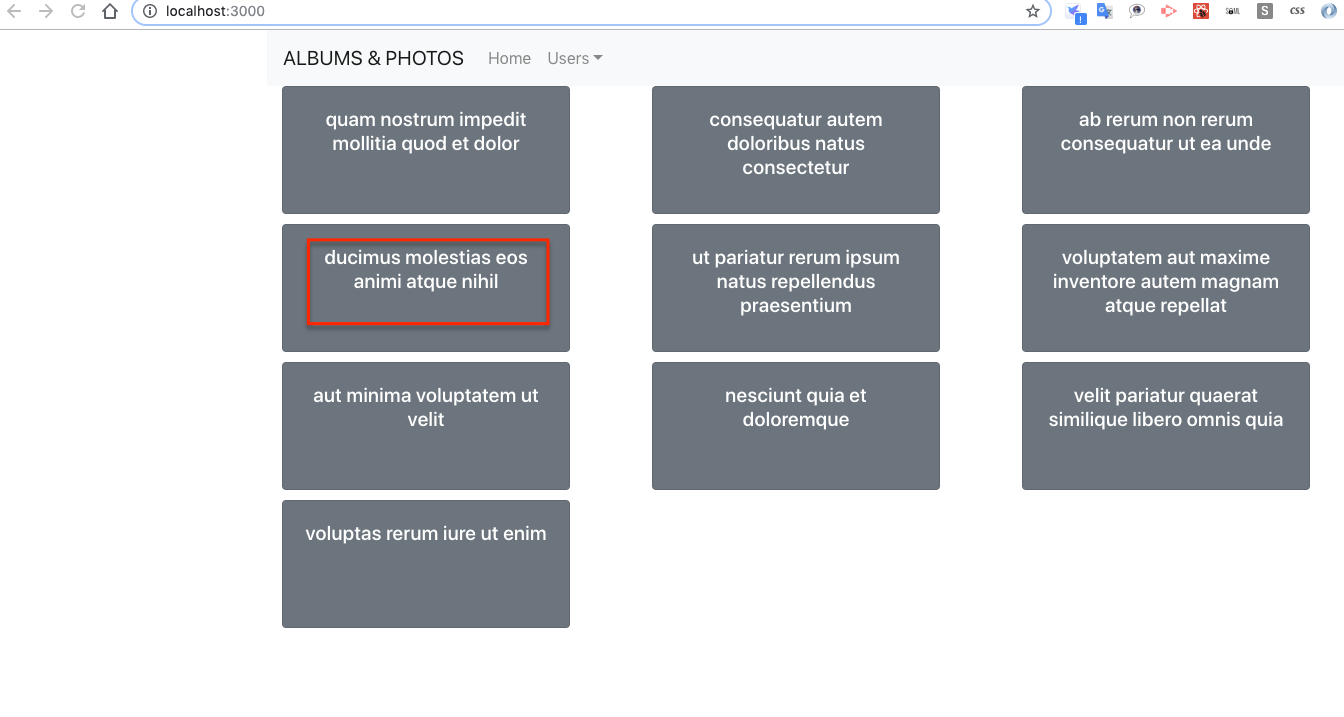 localhost:3000
S
CSS
ALBUMS & PHOTOS Home Users
quam nostrum impedit
mollitia quod et dolor
consequatur autem
doloribus natus
consectetur
ab rerum non rerum
consequatur ut ea unde
ducimus molestias eos
animi atque nihil
ut pariatur rerum ipsum
natus repellendus
praesentium
voluptatem aut maxime
inventore autem magnam
atque repellat
aut minima voluptatem ut
velit
nesciunt quia et
doloremque
velit pariatur quaerat
similique libero omnis quia
voluptas rerum iure ut enim